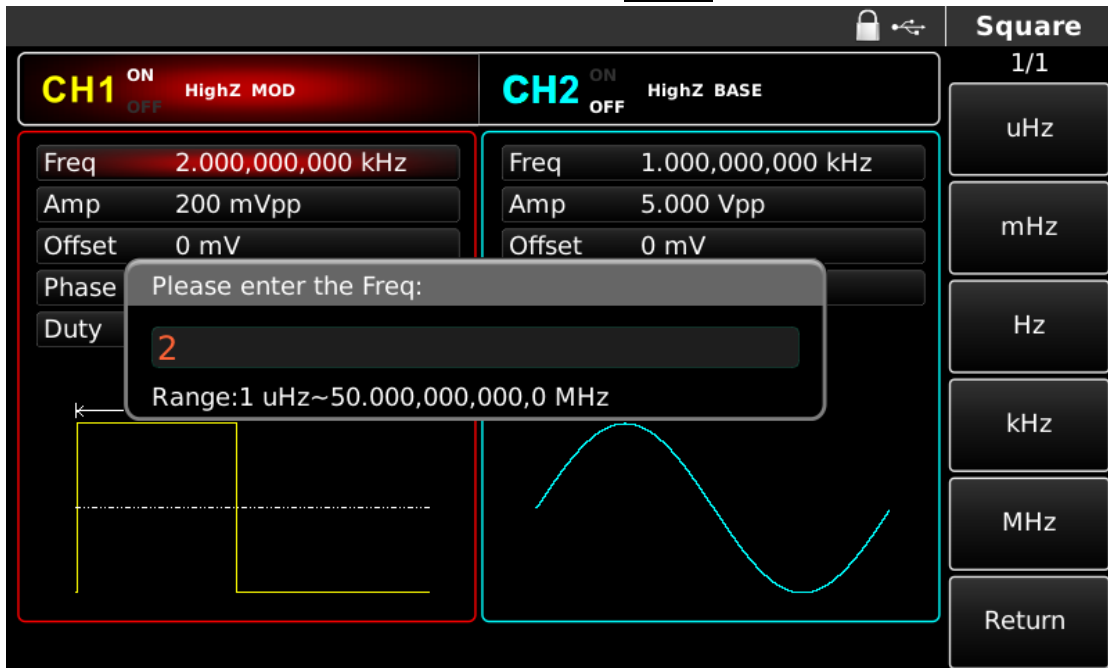 Square
1/1
CH1 ON OFF HighZ MOD
CH2 ON OFF HighZ BASE
Freq 2.000,000,000 kHz
Amp 200 mVpp
Offset 0 mV
Phase
Duty
Freq 1.000,000,000 kHz
Amp 5.000 Vpp
Offset 0 mV
Please enter the Freq:
2
Range:1 uHz~50.000,000,000,0 MHz
uHz
mHz
Hz
kHz
MHz
Return